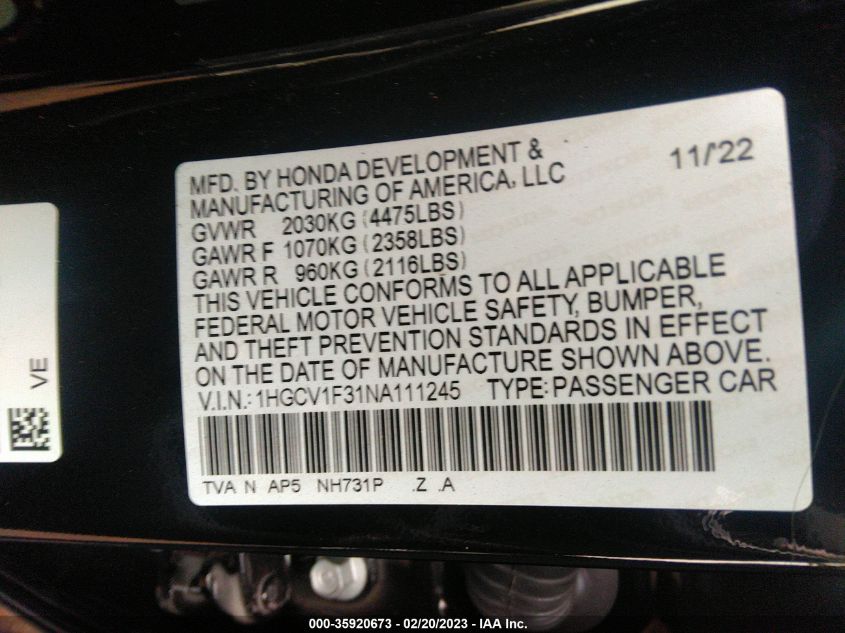 MFD. BY HONDA DEVELOPMENT & 11/'22
MANUFACTURING OF AMERICA, LLC
GVWR 2030KG (4475LBS)
GAWR F 1070KG (2358LBS)
GAWR R 960KG (2116LBS)
THIS VEHICLE CONFORMS TO ALL APPLICABLE
FEDERAL MOTOR VEHICLE SAFETY, BUMPER,
AND THEFT PREVENTION STANDARDS IN EFFECT
ON THE DATE OF MANUFACTURE SHOWN ABOVE.
V.I.N.: 1HGCV1F31NA111245 TYPE: PASSENGER CAR
TVA N AP5 NH731P .Z .A
VE
000-35920673 — 02/20/2023 — IAA Inc.